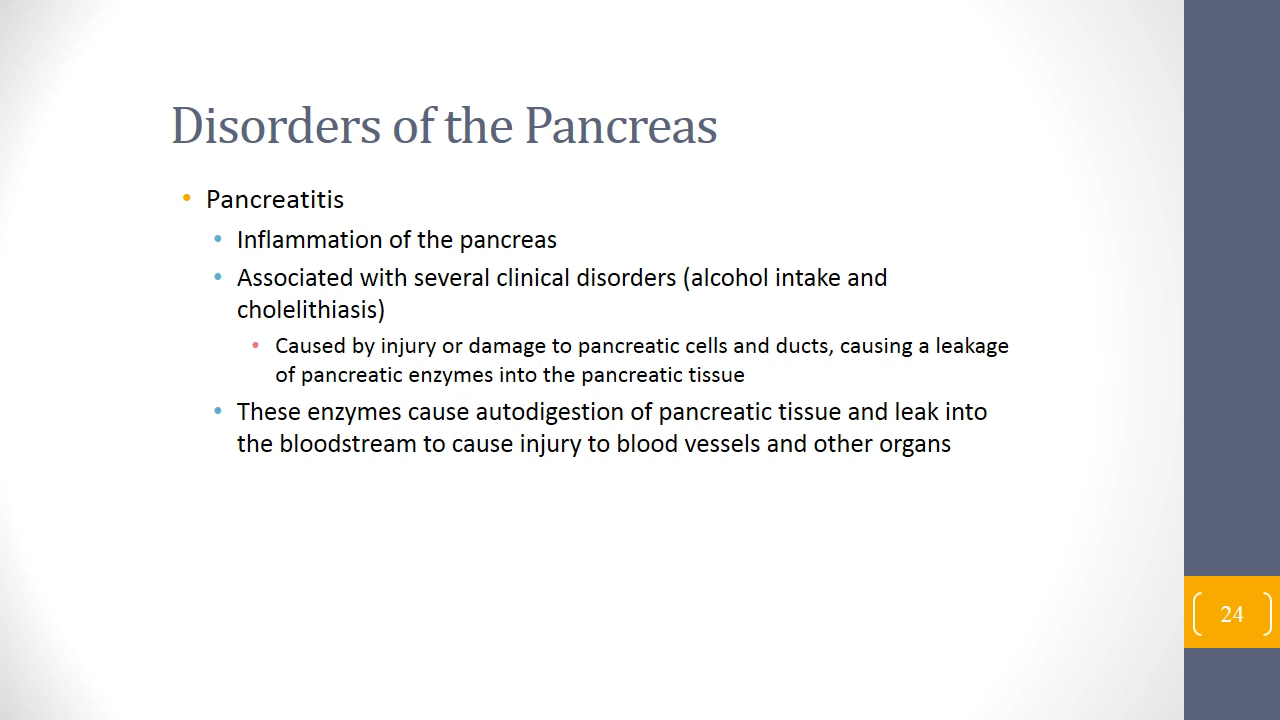 Disorders of the Pancreas
• Pancreatitis
• Inflammation of the pancreas
• Associated with several clinical disorders (alcohol intake and
cholelithiasis)
• Caused by injury or damage to pancreatic cells and ducts, causing a leakage
of pancreatic enzymes into the pancreatic tissue
• These enzymes cause autodigestion of pancreatic tissue and leak into
the bloodstream to cause injury to blood vessels and other organs
24